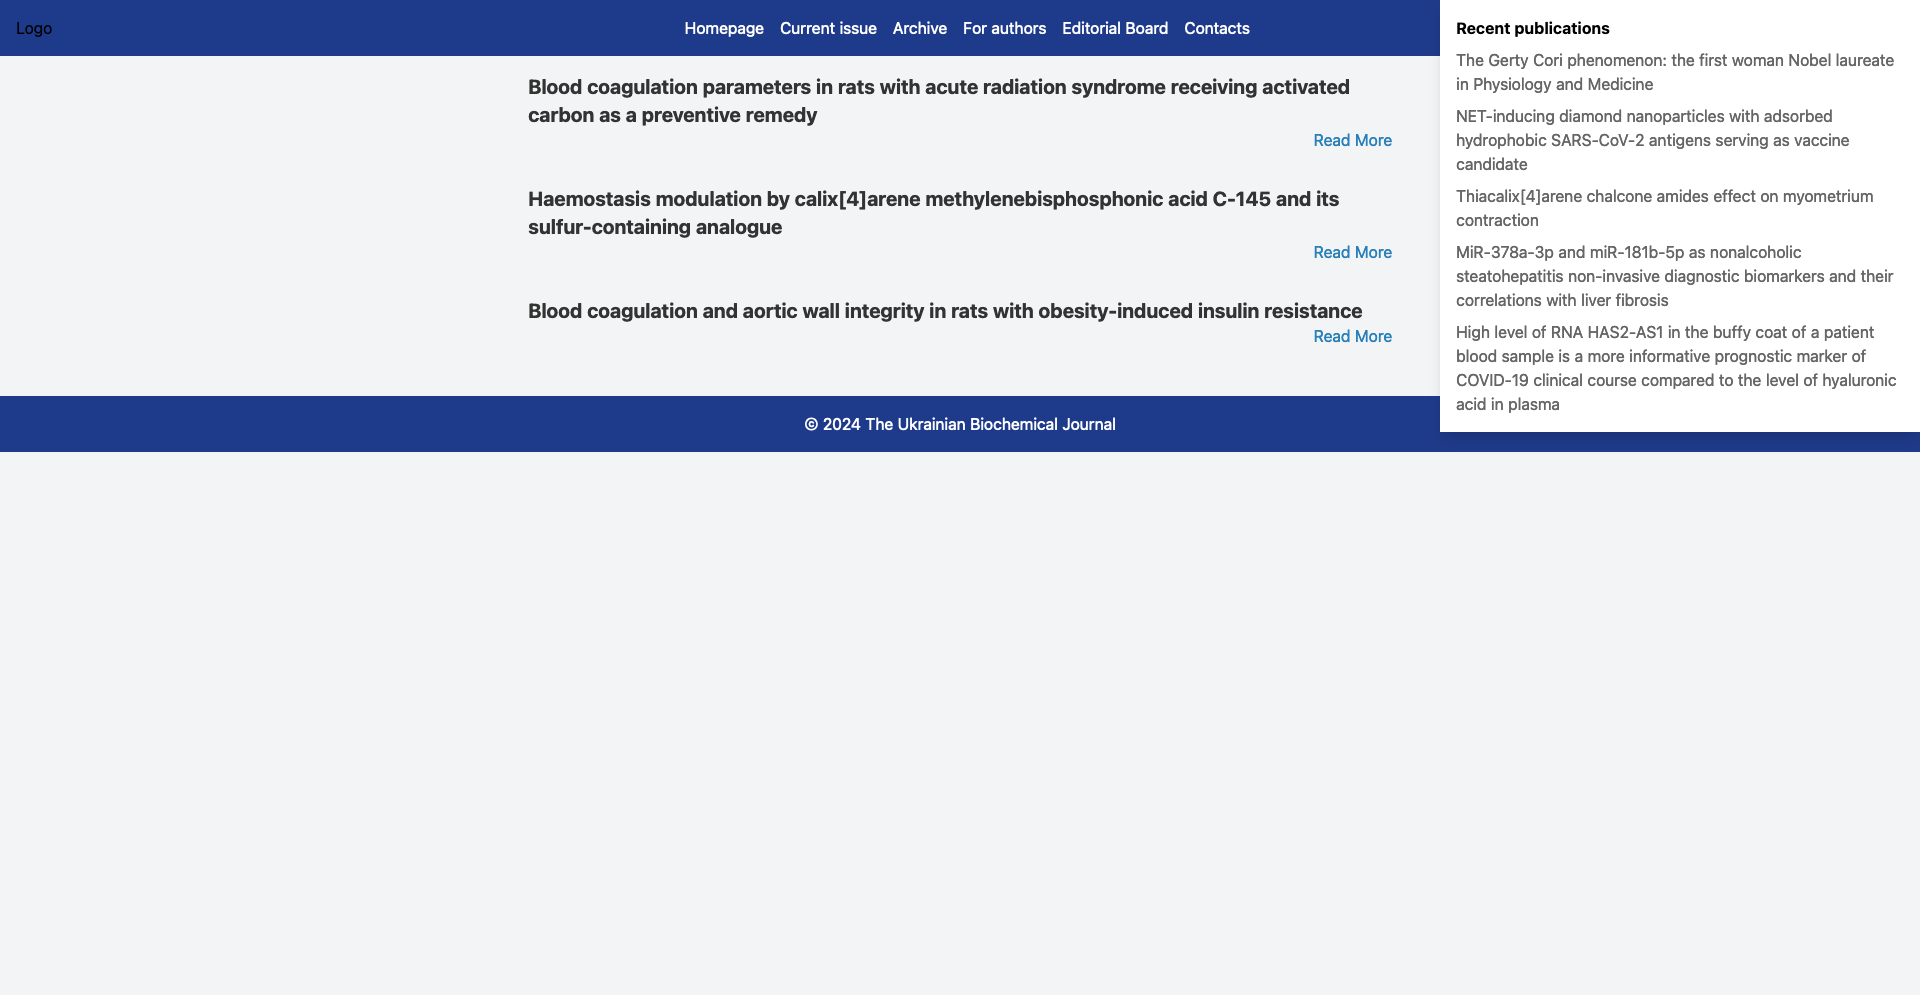 Logo
Homepage Current issue Archive For authors Editorial Board Contacts
Blood coagulation parameters in rats with acute radiation syndrome receiving activated
carbon as a preventive remedy
Read More
Haemostasis modulation by calix[4]arene methylenebisphosphonic acid C-145 and its
sulfur-containing analogue
Read More
Blood coagulation and aortic wall integrity in rats with obesity-induced insulin resistance
Read More
Recent publications
The Gerty Cori phenomenon: the first woman Nobel laureate
in Physiology and Medicine
NET-inducing diamond nanoparticles with adsorbed
hydrophobic SARS-CoV-2 antigens serving as vaccine
candidate
Thiacalix[4]arene chalcone amides effect on myometrium
contraction
MiR-378a-3p and miR-181b-5p as nonalcoholic
steatohepatitis non-invasive diagnostic biomarkers and their
correlations with liver fibrosis
High level of RNA HAS2-AS1 in the buffy coat of a patient
blood sample is a more informative prognostic marker of
COVID-19 clinical course compared to the level of hyaluronic
acid in plasma
© 2024 The Ukrainian Biochemical Journal